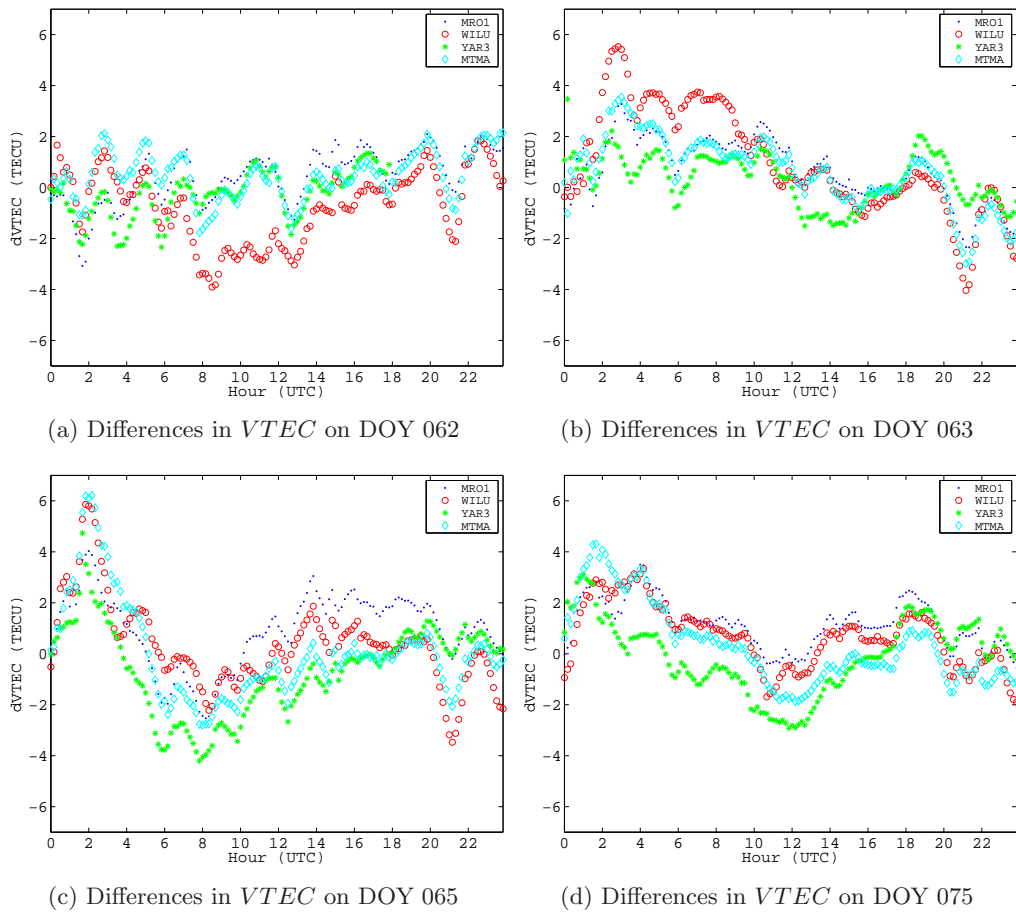 6
4
2
0
−2
−4
−6
dVTEC (TECU)
0 2 4 6 8 10 12 14 16 18 20 22
Hour (UTC)
MRO1
WILU
YAR3
MTMA
(a) Differences in VTEC on DOY 062
6
4
2
0
−2
−4
−6
dVTEC (TECU)
0 2 4 6 8 10 12 14 16 18 20 22
Hour (UTC)
MRO1
WILU
YAR3
MTMA
(b) Differences in VTEC on DOY 063
6
4
2
0
−2
−4
−6
dVTEC (TECU)
0 2 4 6 8 10 12 14 16 18 20 22
Hour (UTC)
MRO1
WILU
YAR3
MTMA
(c) Differences in VTEC on DOY 065
6
4
2
0
−2
−4
−6
dVTEC (TECU)
0 2 4 6 8 10 12 14 16 18 20 22
Hour (UTC)
MRO1
WILU
YAR3
MTMA
(d) Differences in VTEC on DOY 075